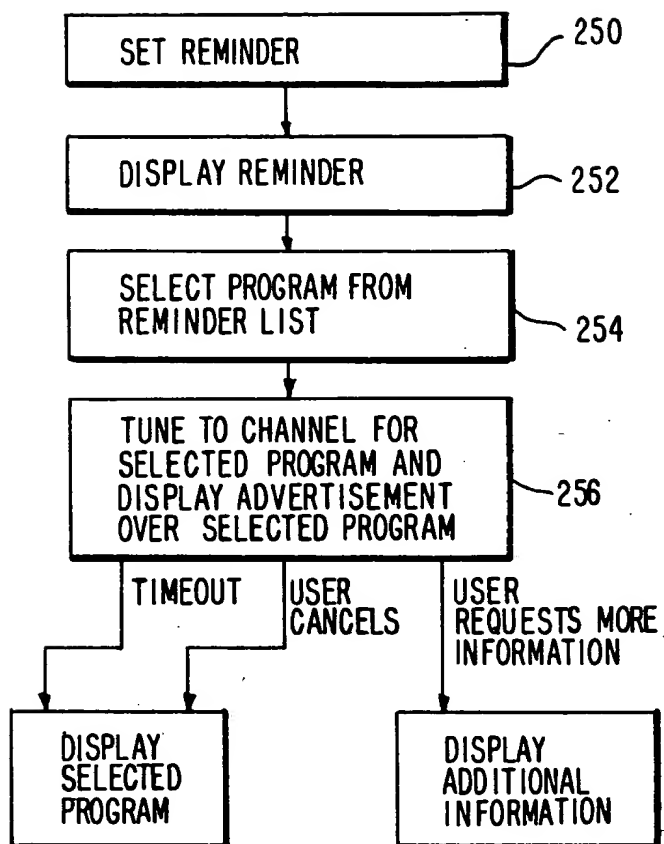 SET REMINDER
250
DISPLAY REMINDER
252
SELECT PROGRAM FROM
REMINDER LIST
254
TUNE TO CHANNEL FOR
SELECTED PROGRAM AND
DISPLAY ADVERTISEMENT
OVER SELECTED PROGRAM
256
TIMEOUT
USER
CANCELS
USER
REQUESTS MORE
INFORMATION
DISPLAY
SELECTED
PROGRAM
DISPLAY
ADDITIONAL
INFORMATION